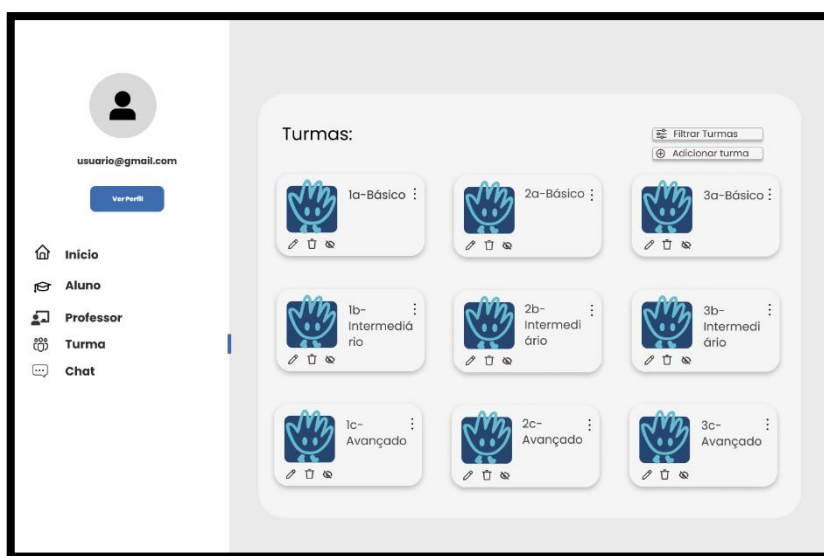 usuario@gmail.com
Ver Perfil
Início
Aluno
Professor
Turma
Chat
Turmas:
Filtrar Turmas
Adicionar turma
1a-Básico
2a-Básico
3a-Básico
1b-
Intermediá
rio
2b-
Intermedi
ário
3b-
Intermedi
ário
1c-
Avançado
2c-
Avançado
3c-
Avançado